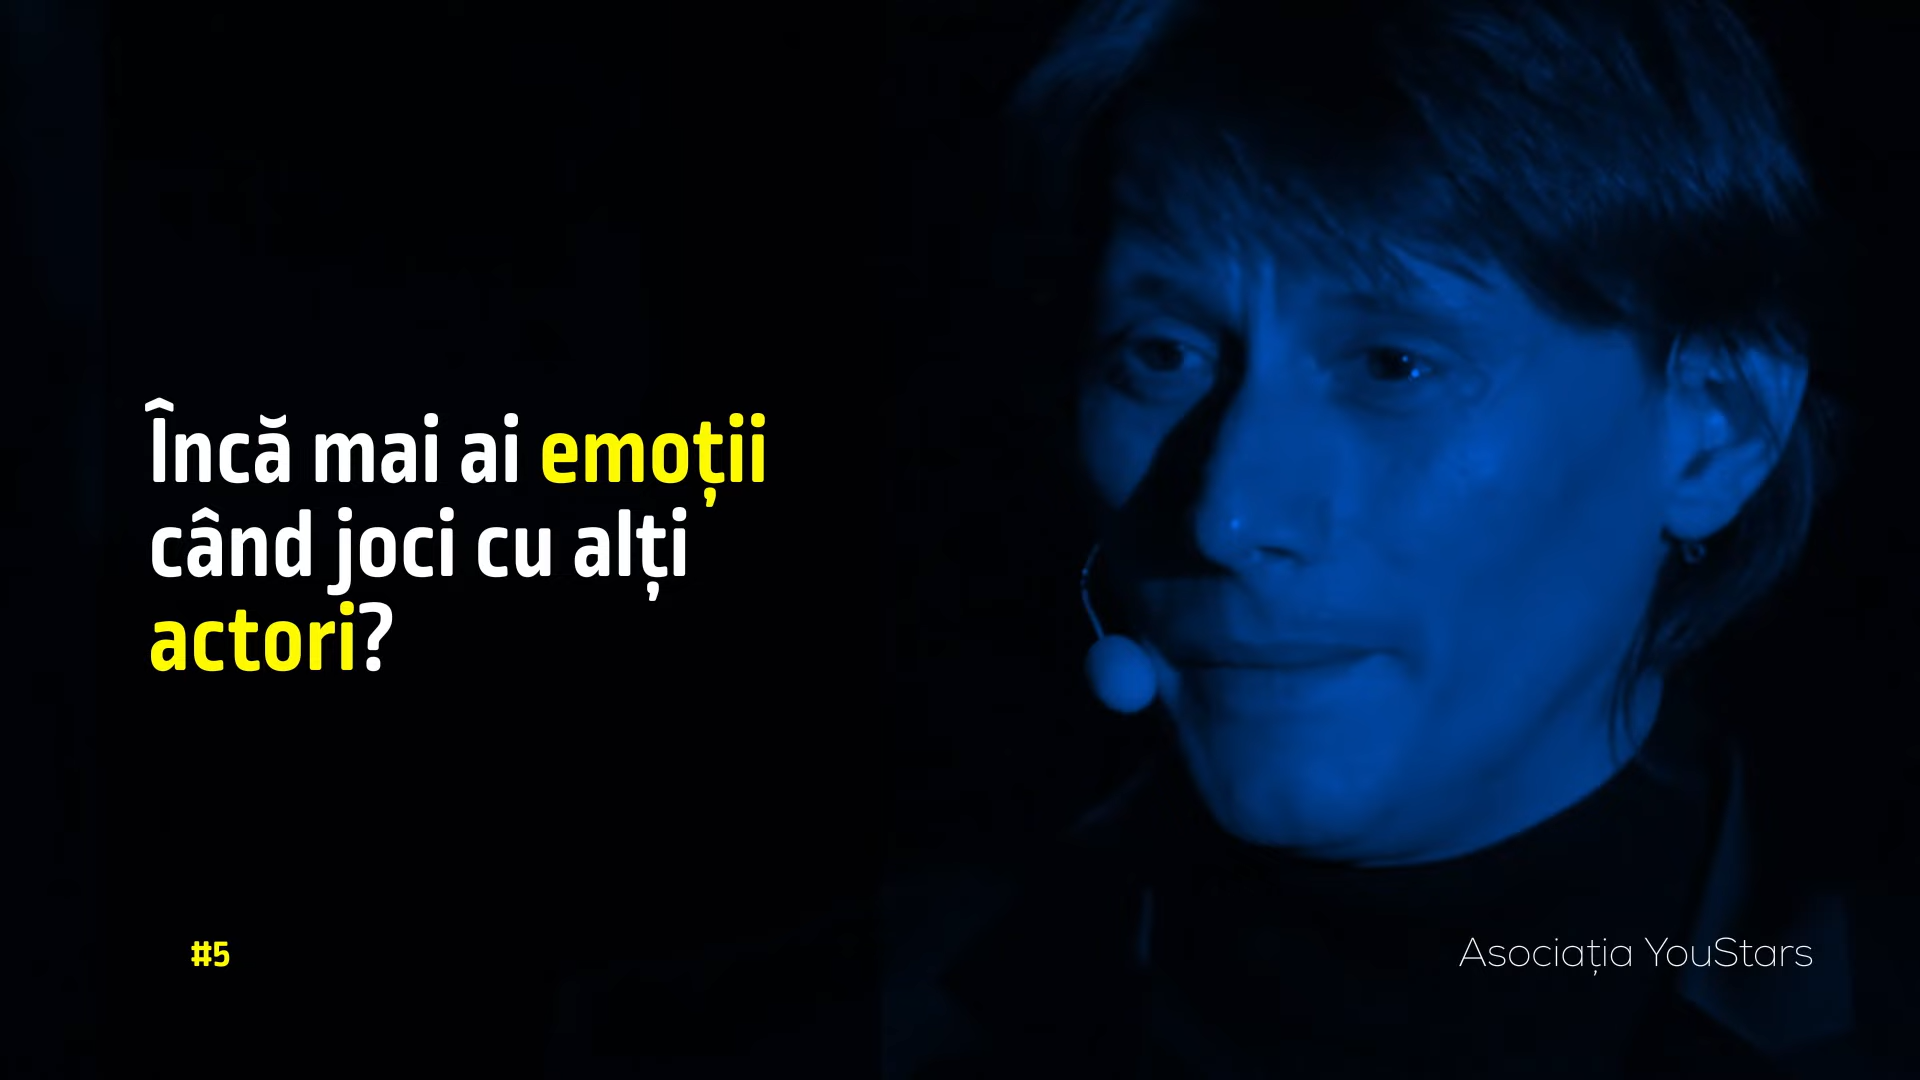 Încă mai ai emoții
când joci cu alți
actori?
#5
Asociația YouStars